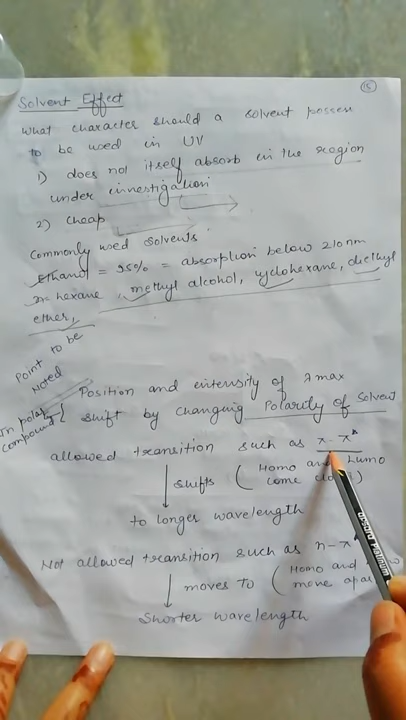 15
Solvent Effect
what character should a solvent possess
to be used in UV
1) does not itself absorb in the region
under investigation
2) cheap
Commonly used solvents
Ethanol = 95% = absorption below 210nm
n-hexane, methyl alcohol, cyclohexane, diethyl
ether,
Point to be
Noted
Position and intensity of λmax
In polar
compound
shift by changing Polarity of Solvent
allowed transition such as π-π*
shifts (Homo and Lumo
come close)
to longer wavelength
Not allowed transition such as n-π*
moves to (Homo and
move apart
Shorter wavelength